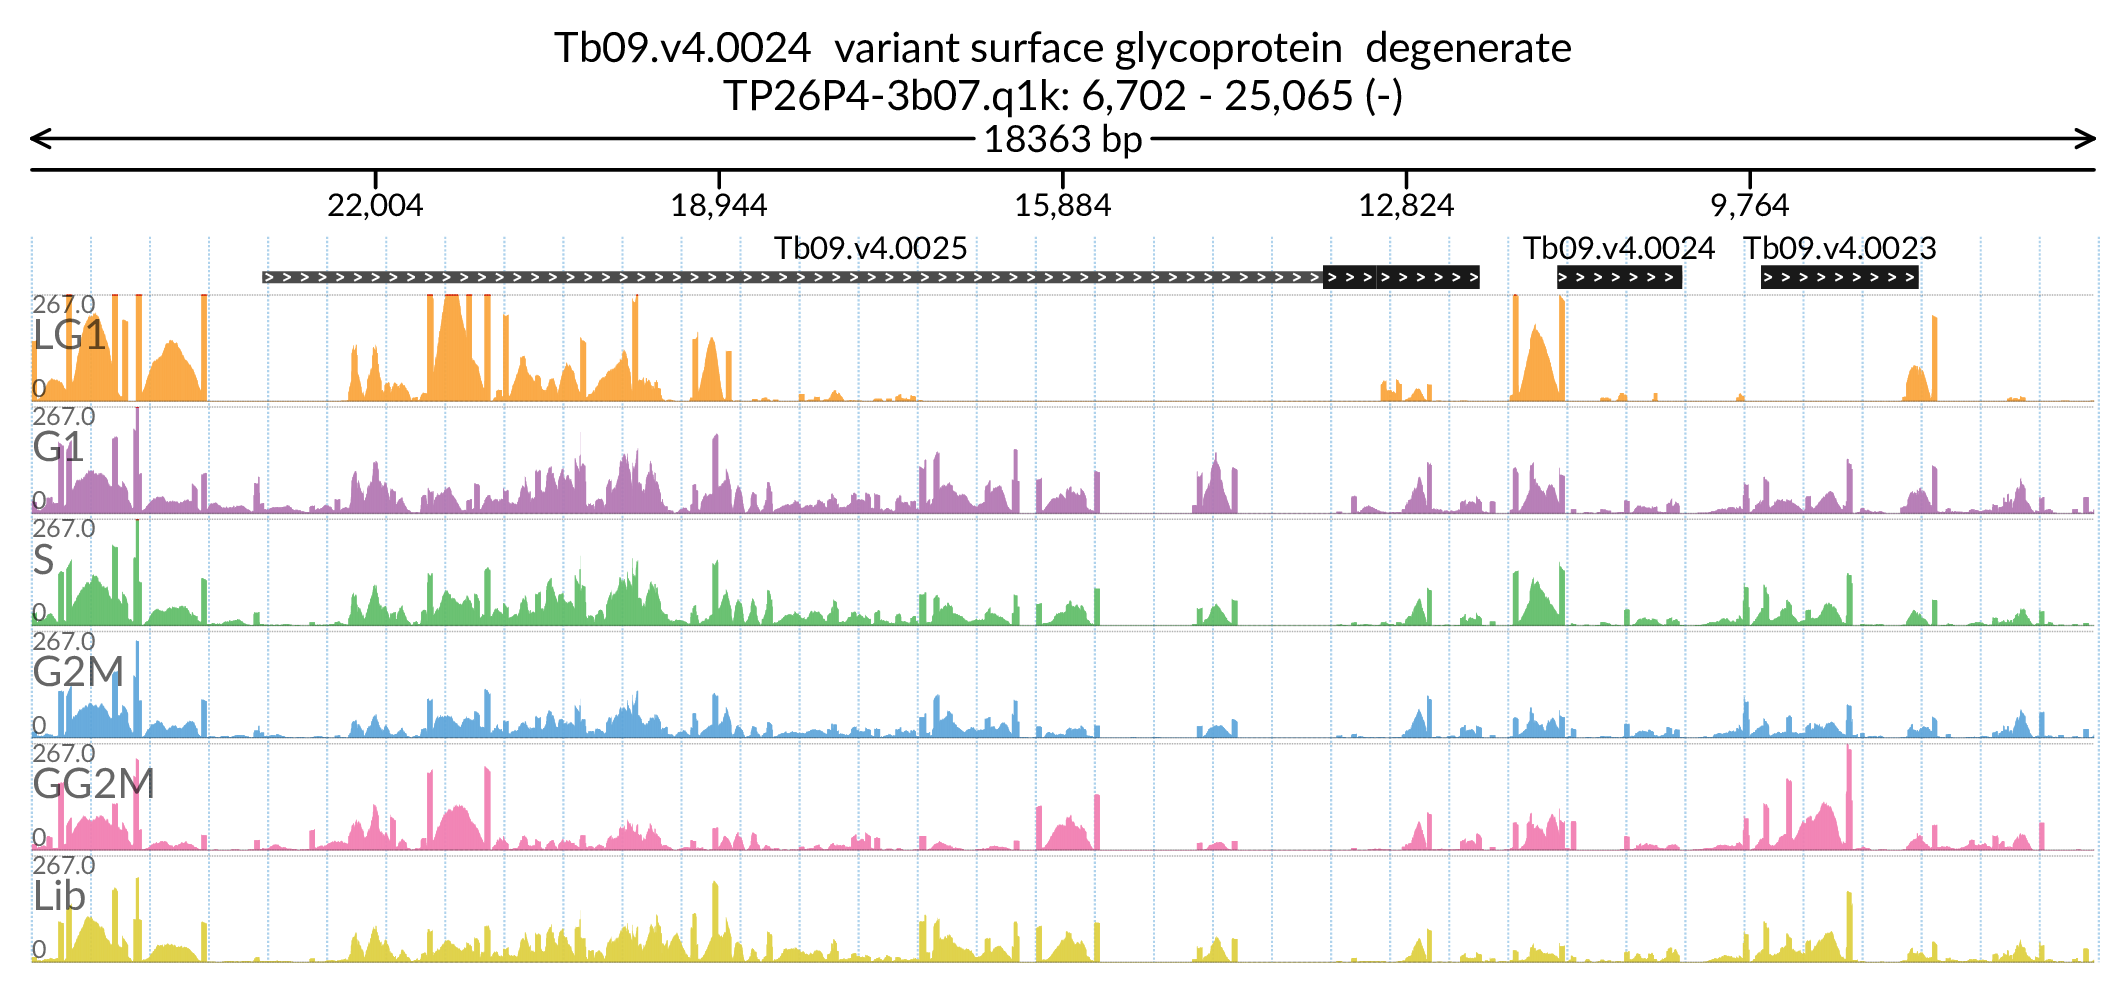 Tb09.v4.0024 variant surface glycoprotein degenerate
TP26P4-3b07.q1k: 6,702 - 25,065 (-)
18363 bp
22,004 18,944 15,884 12,824 9,764
Tb09.v4.0025 Tb09.v4.0024 Tb09.v4.0023
267.0
LG1
0
267.0
G1
0
267.0
S
0
267.0
G2M
0
267.0
GG2M
0
267.0
Lib
0